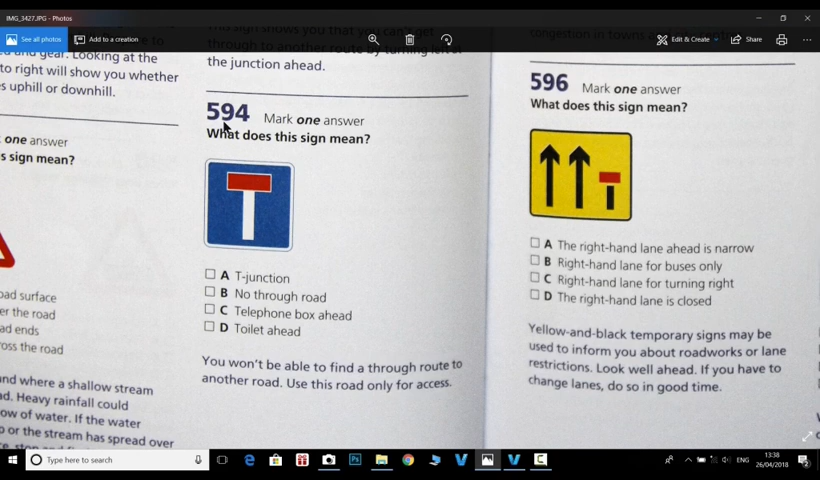 IMG_3427.JPG - Photos
See all photos
Add to a creation
Edit & Create
Share
and gear. Looking at the
to right will show you whether
s uphill or downhill.
one answer
s sign mean?
oad surface
er the road
ad ends
oss the road
nd where a shallow stream
ad. Heavy rainfall could
ow of water. If the water
or the stream has spread over
This sign shows you that you can't get
through to another route by turning left at
the junction ahead.
594 Mark one answer
What does this sign mean?
A T-junction
B No through road
C Telephone box ahead
D Toilet ahead
You won't be able to find a through route to
another road. Use this road only for access.
congestion in towns
596 Mark one answer
What does this sign mean?
A The right-hand lane ahead is narrow
B Right-hand lane for buses only
C Right-hand lane for turning right
D The right-hand lane is closed
Yellow-and-black temporary signs may be
used to inform you about roadworks or lane
restrictions. Look well ahead. If you have to
change lanes, do so in good time.
Type here to search
ENG
13:38
26/04/2018